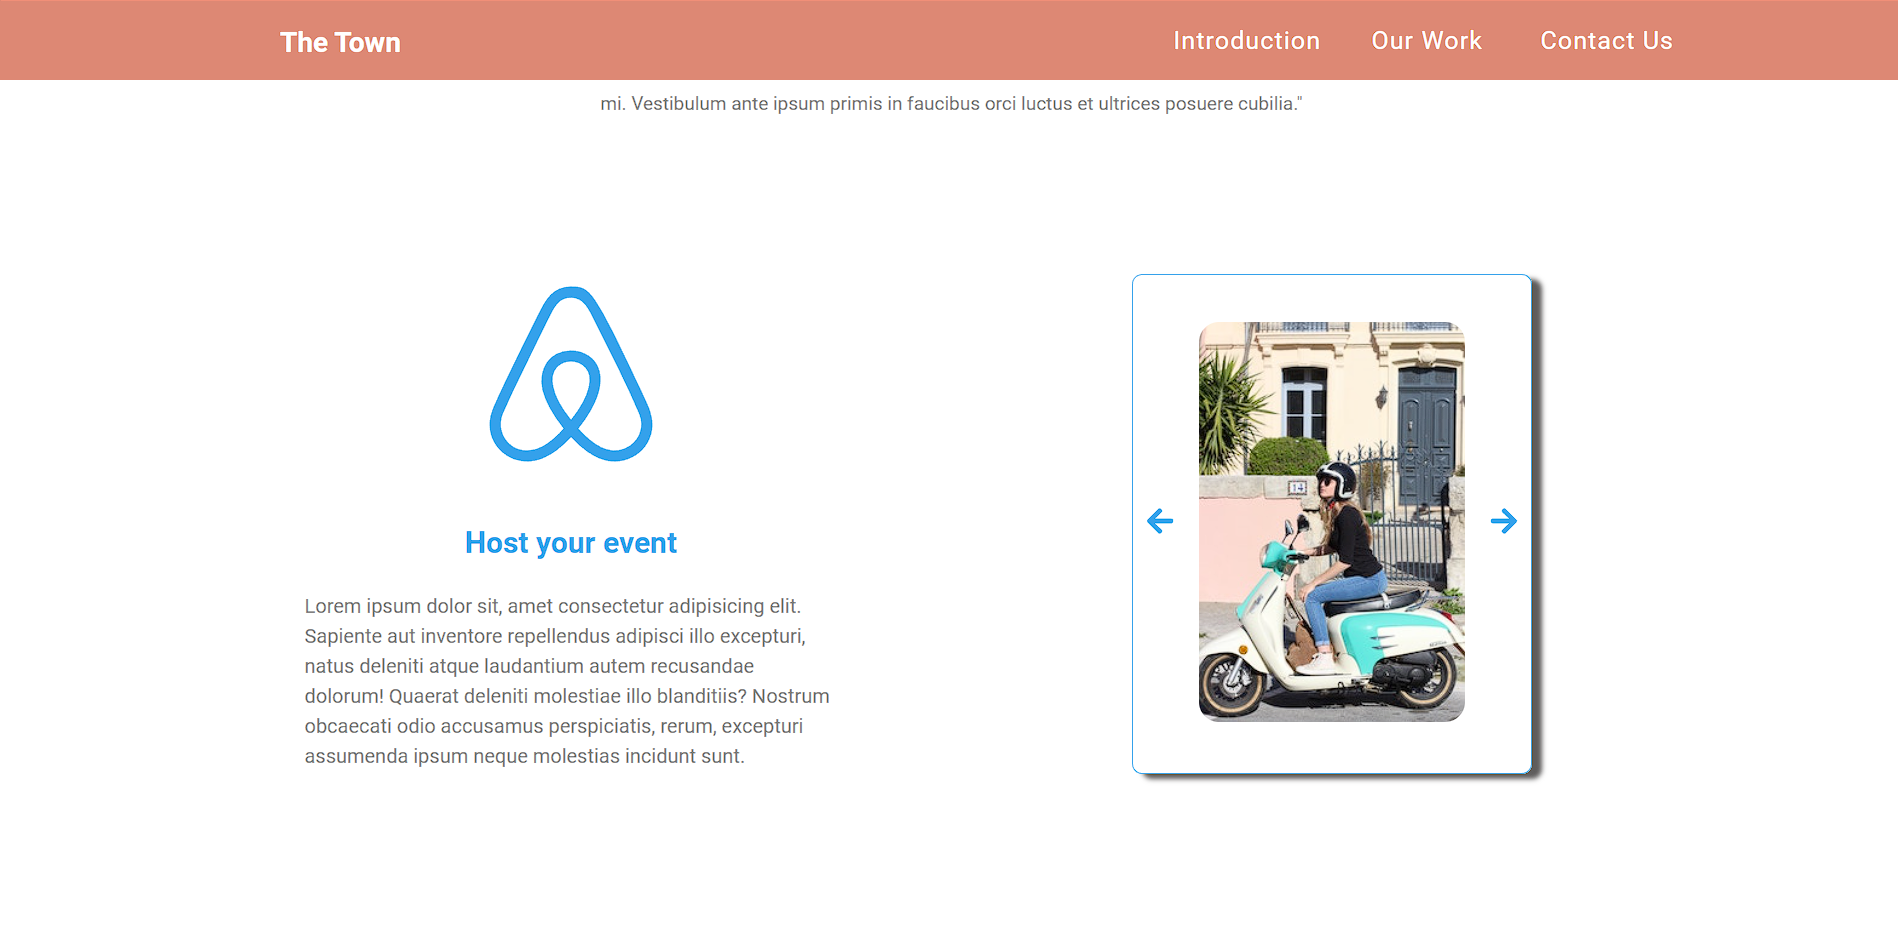 The Town
Introduction
Our Work
Contact Us
mi. Vestibulum ante ipsum primis in faucibus orci luctus et ultrices posuere cubilia."
Host your event
Lorem ipsum dolor sit, amet consectetur adipisicing elit.
Sapiente aut inventore repellendus adipisci illo excepturi,
natus deleniti atque laudantium autem recusandae
dolorum! Quaerat deleniti molestiae illo blanditiis? Nostrum
obcaecati odio accusamus perspiciatis, rerum, excepturi
assumenda ipsum neque molestias incidunt sunt.
14